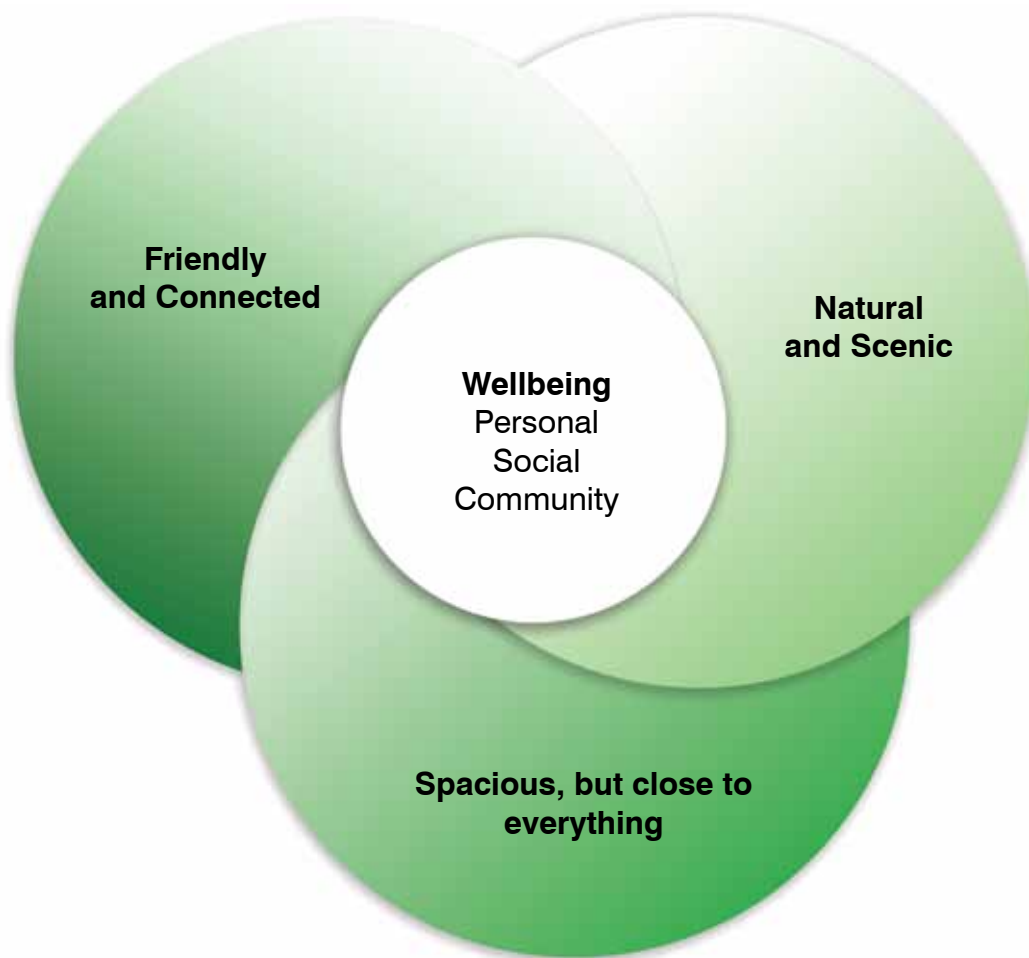 Friendly
and Connected
Natural
and Scenic
Wellbeing
Personal
Social
Community
Spacious, but close to
everything